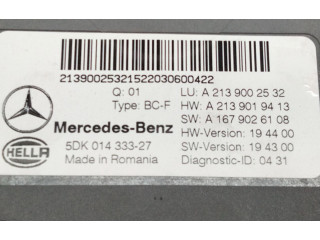 21390025321522030600422
Q: 01 LU: A 213 900 25 32
Type: BC-F HW: A 213 901 94 13
Mercedes-Benz SW: A 167 902 61 08
5DK 014 333-27 HW-Version: 19 44 00
HELLA Made in Romania SW-Version: 19 43 00
Diagnostic-ID: 04 31